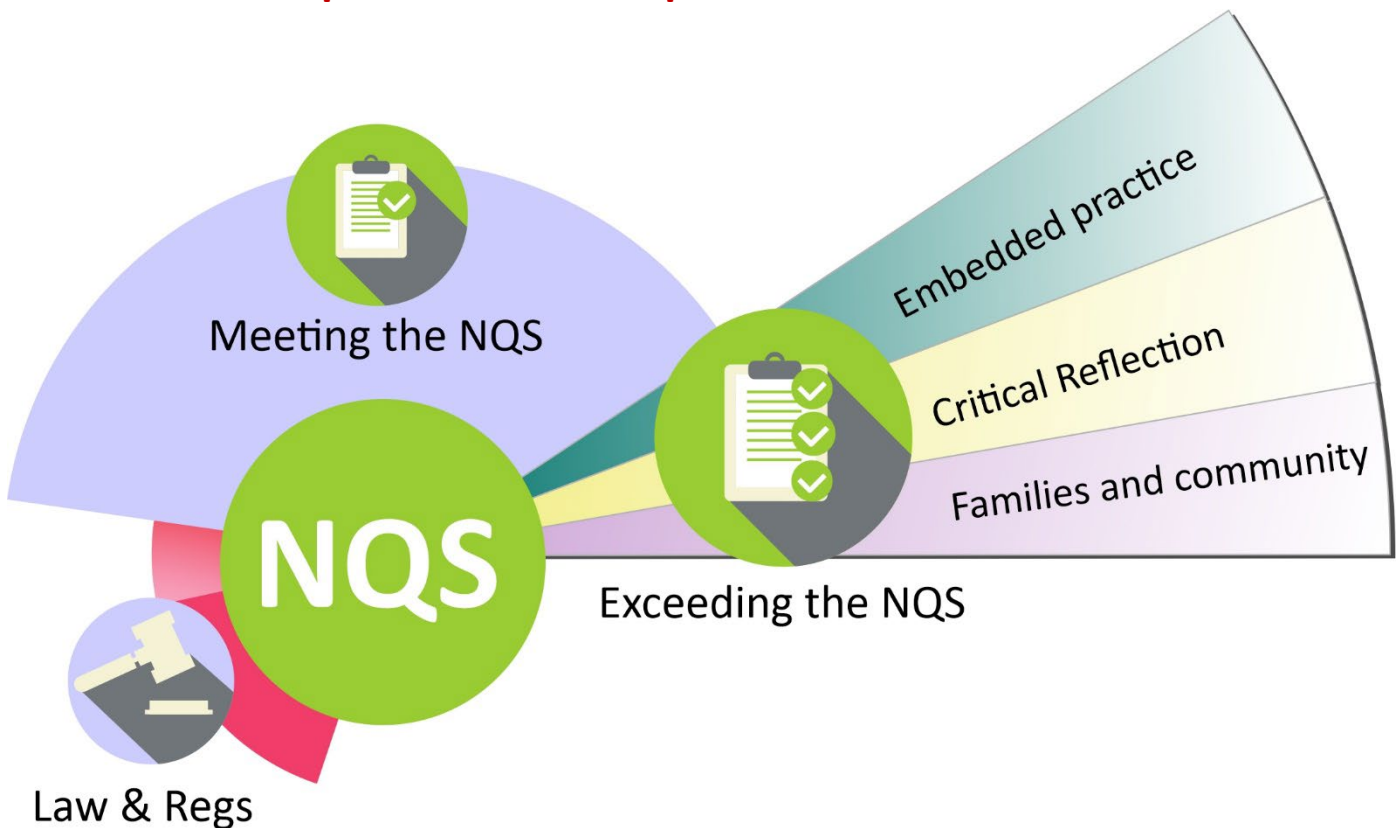 Meeting the NQS
Embedded practice
Critical Reflection
Families and community
NQS
Exceeding the NQS
Law & Regs